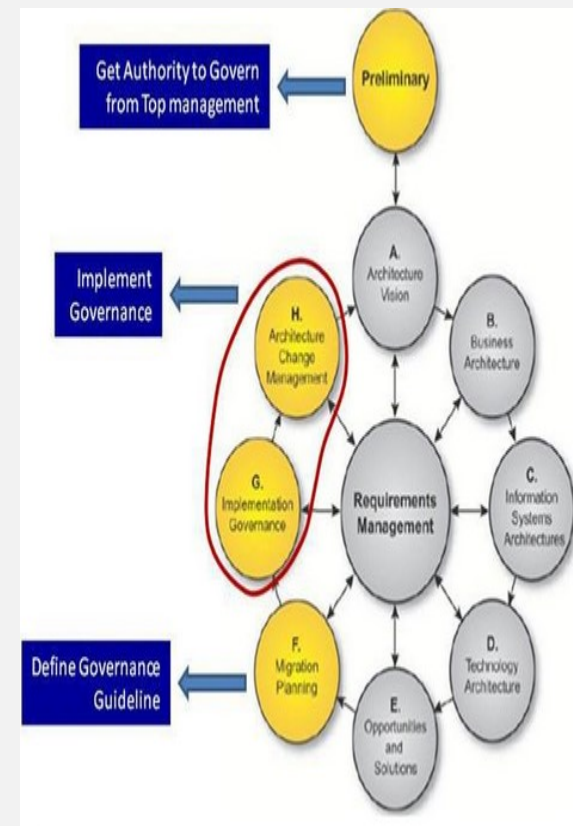 Get Authority to Govern
from Top management
Preliminary
A.
Architecture
Vision
Implement
Governance
H.
Architecture
Change
Management
B.
Business
Architecture
G.
Implementation
Governance
Requirements
Management
C.
Information
Systems
Architectures
F.
Migration
Planning
D.
Technology
Architecture
Define Governance
Guideline
E.
Opportunities
and
Solutions